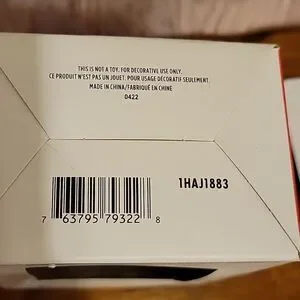 THIS IS NOT A TOY. FOR DECORATIVE USE ONLY.
CE PRODUIT N'EST PAS UN JOUET: POUR USAGE DÉCORATIF SEULEMENT.
MADE IN CHINA/FABRIQUÉ EN CHINE
0422
1HAJ1883
7 63795 79322 8